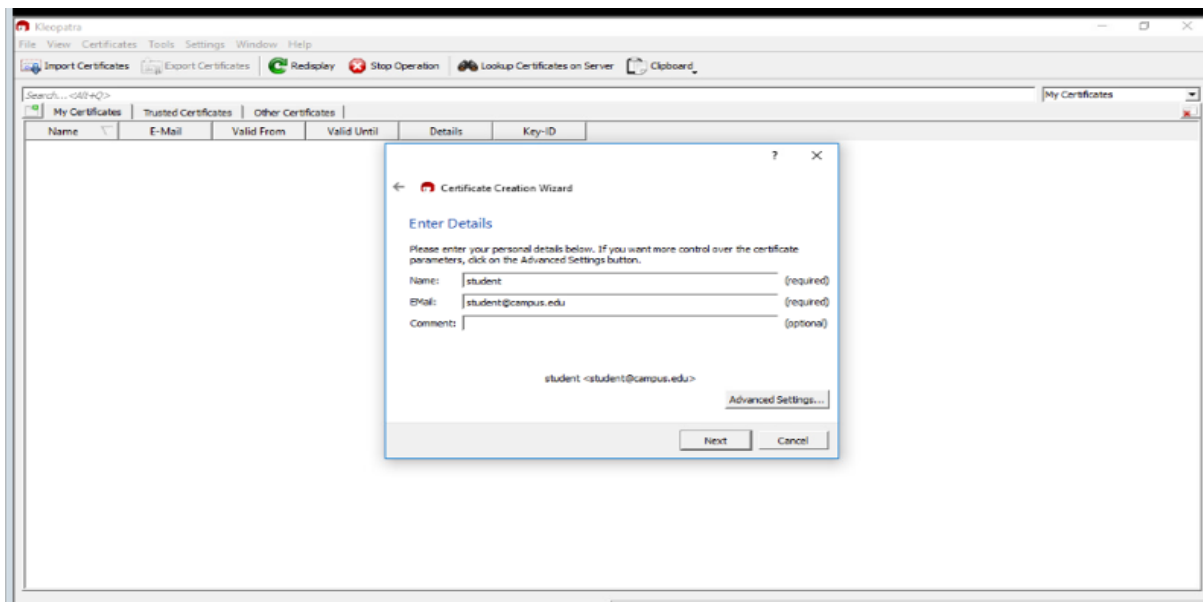 Kleopatra
File View Certificates Tools Settings Window Help
Import Certificates Export Certificates Redisplay Stop Operation Lookup Certificates on Server Clipboard
Search...<Alt+Q> My Certificates
My Certificates Trusted Certificates Other Certificates
Name E-Mail Valid From Valid Until Details Key-ID
?
Certificate Creation Wizard
Enter Details
Please enter your personal details below. If you want more control over the certificate
parameters, click on the Advanced Settings button.
Name: student (required)
EMail: student@campus.edu (required)
Comment: (optional)
student <student@campus.edu>
Advanced Settings...
Next Cancel